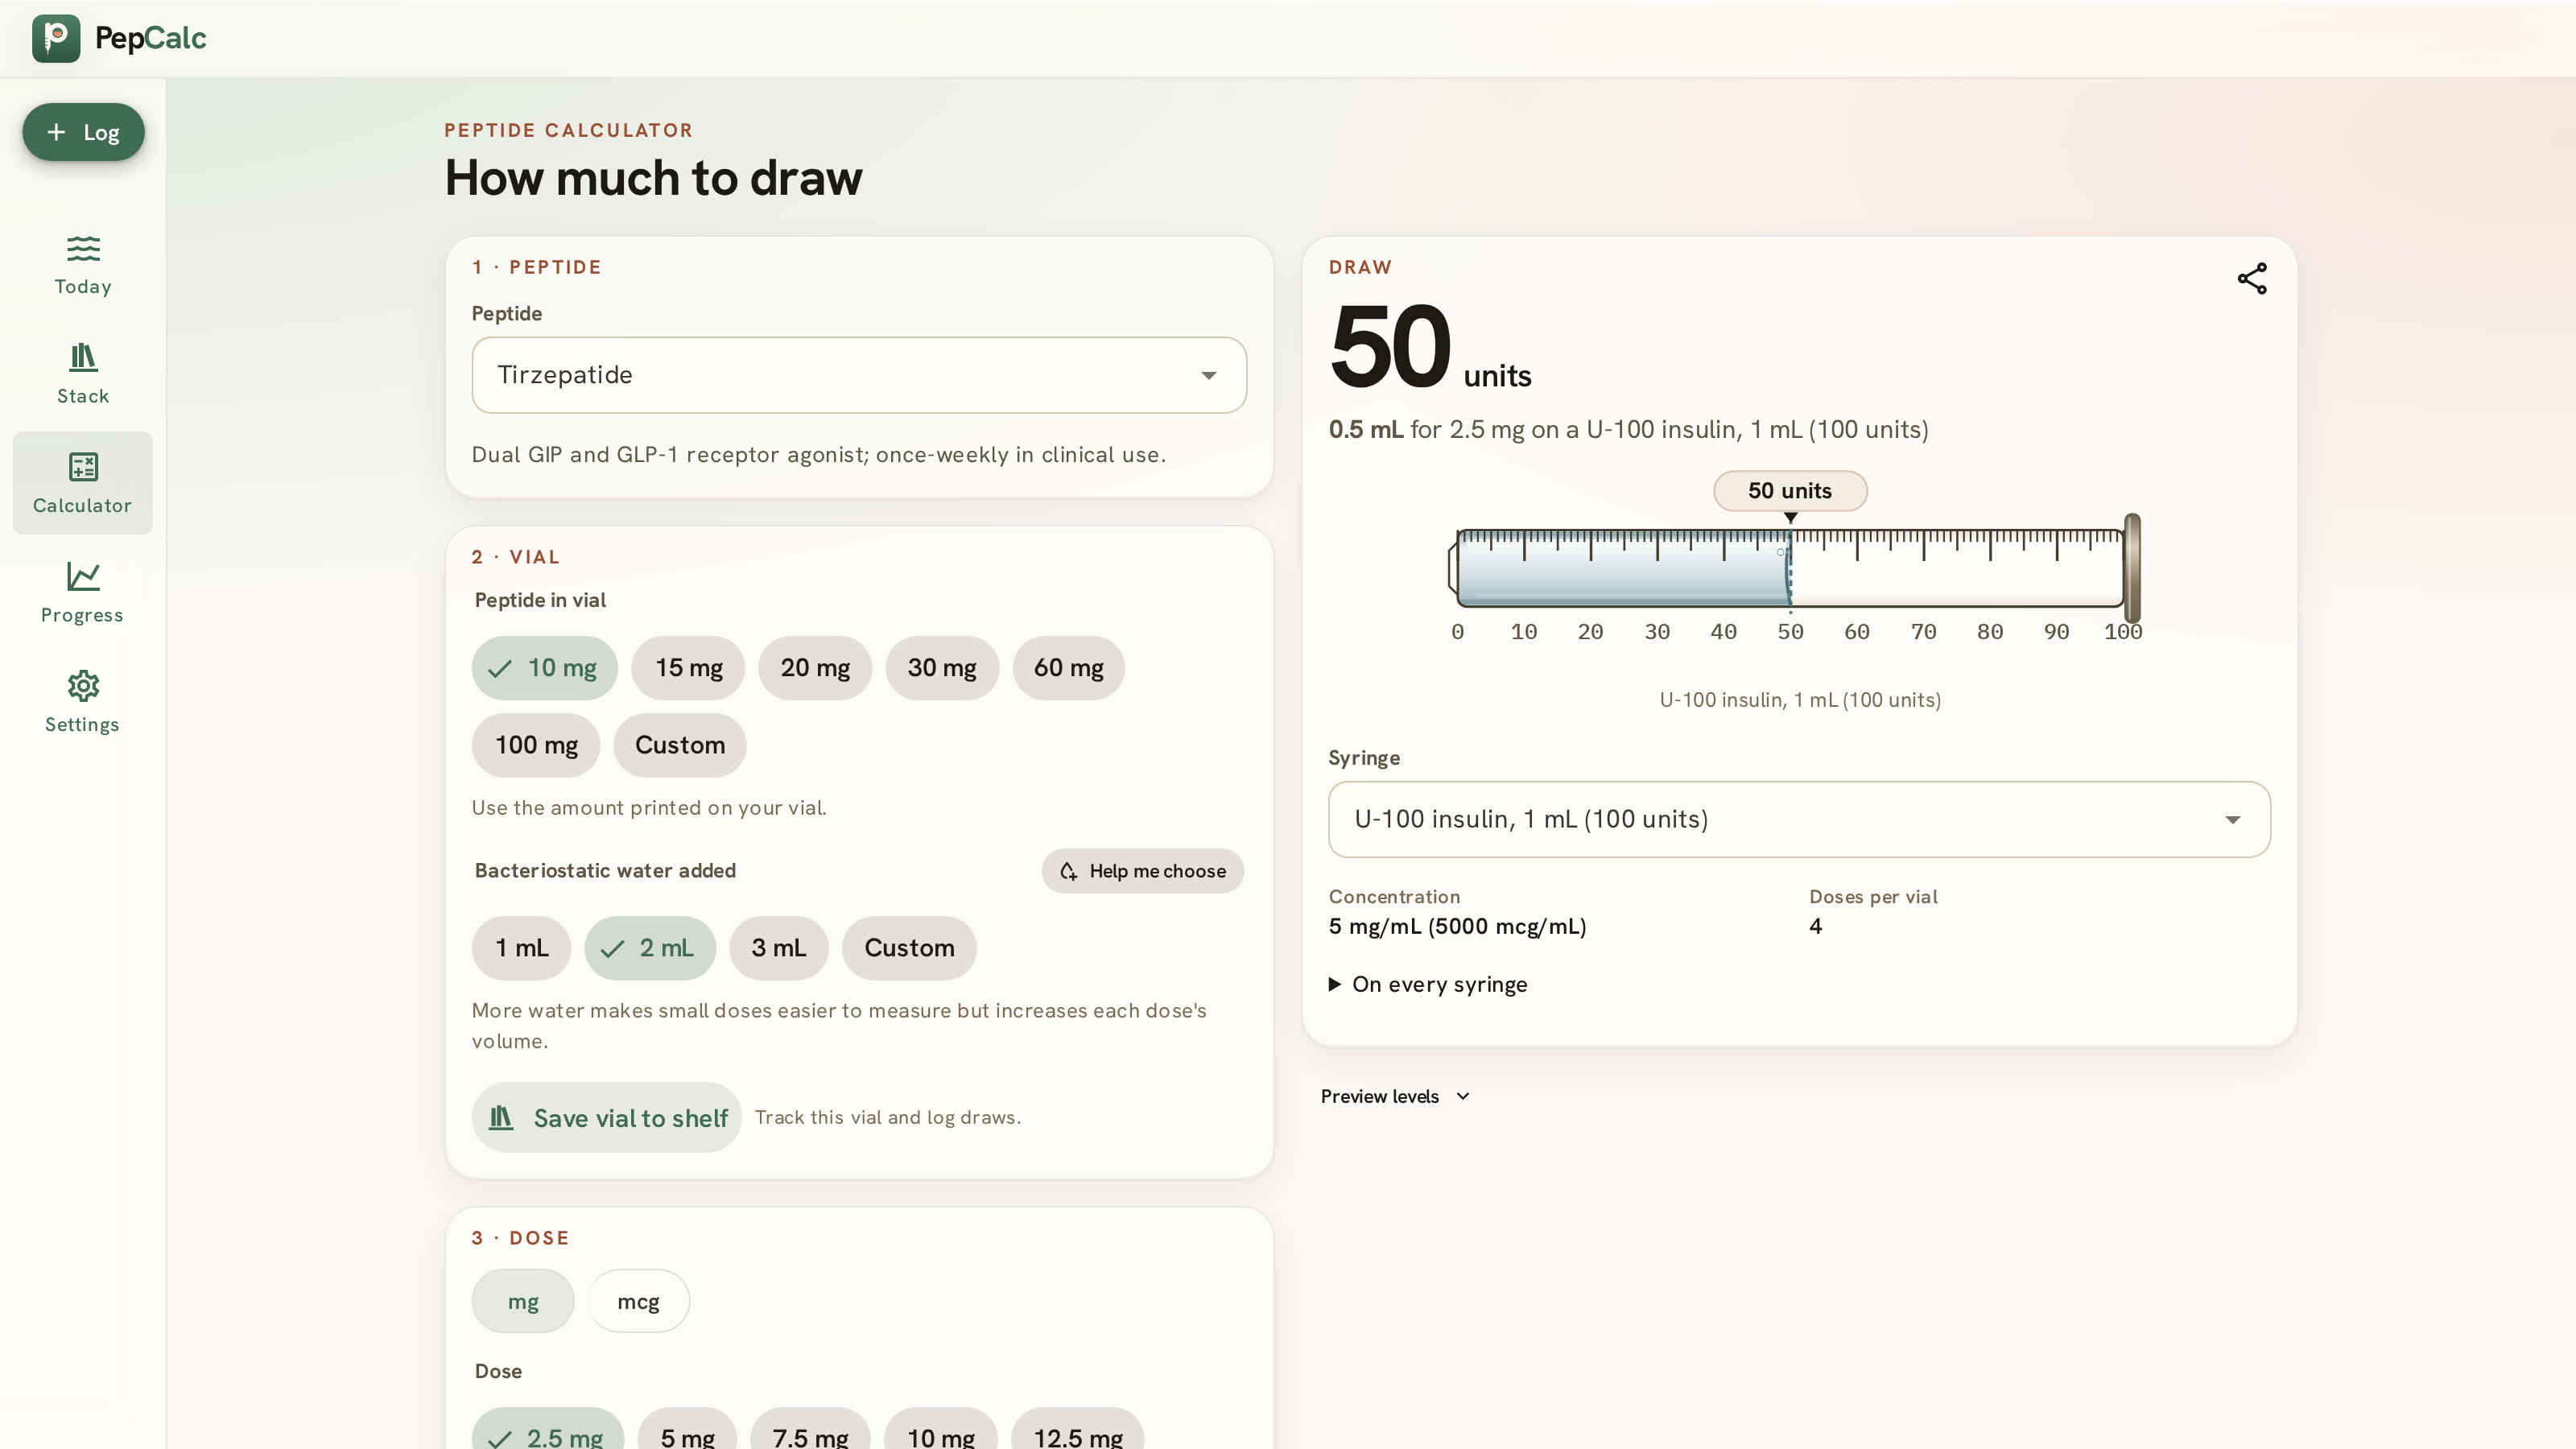 PepCalc
+ Log
Today
Stack
Calculator
Progress
Settings
PEPTIDE CALCULATOR
How much to draw
1 · PEPTIDE
Peptide
Tirzepatide
Dual GIP and GLP-1 receptor agonist; once-weekly in clinical use.
2 · VIAL
Peptide in vial
10 mg 15 mg 20 mg 30 mg 60 mg
100 mg Custom
Use the amount printed on your vial.
Bacteriostatic water added Help me choose
1 mL 2 mL 3 mL Custom
More water makes small doses easier to measure but increases each dose's
volume.
Save vial to shelf Track this vial and log draws.
3 · DOSE
mg mcg
Dose
2.5 mg 5 mg 7.5 mg 10 mg 12.5 mg
DRAW
50 units
0.5 mL for 2.5 mg on a U-100 insulin, 1 mL (100 units)
50 units
0 10 20 30 40 50 60 70 80 90 100
U-100 insulin, 1 mL (100 units)
Syringe
U-100 insulin, 1 mL (100 units)
Concentration Doses per vial
5 mg/mL (5000 mcg/mL) 4
On every syringe
Preview levels